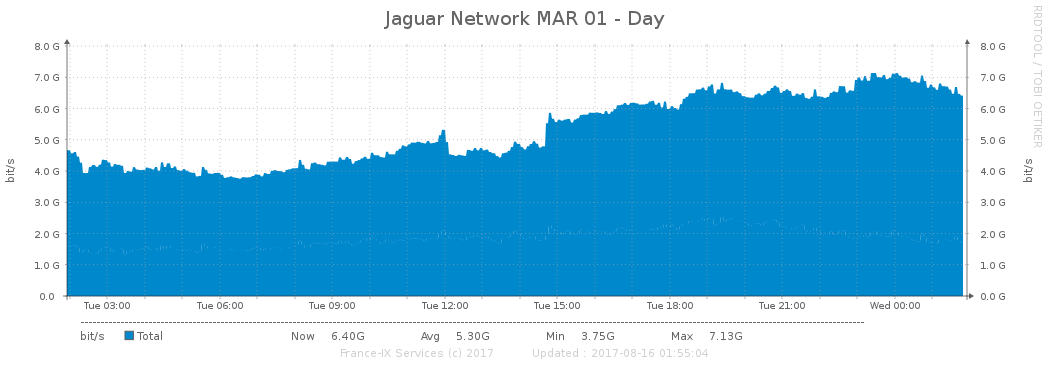 Jaguar Network MAR 01 - Day
RRDTOOL / TOBI OETIKER
bit/s
8.0 G
7.0 G
6.0 G
5.0 G
4.0 G
3.0 G
2.0 G
1.0 G
0.0
8.0 G
7.0 G
6.0 G
5.0 G
4.0 G
3.0 G
2.0 G
1.0 G
0.0 G
bit/s
Tue 03:00 Tue 06:00 Tue 09:00 Tue 12:00 Tue 15:00 Tue 18:00 Tue 21:00 Wed 00:00
bit/s Total Now 6.40G Avg 5.30G Min 3.75G Max 7.13G
France-IX Services (c) 2017 Updated : 2017-08-16 01:55:04